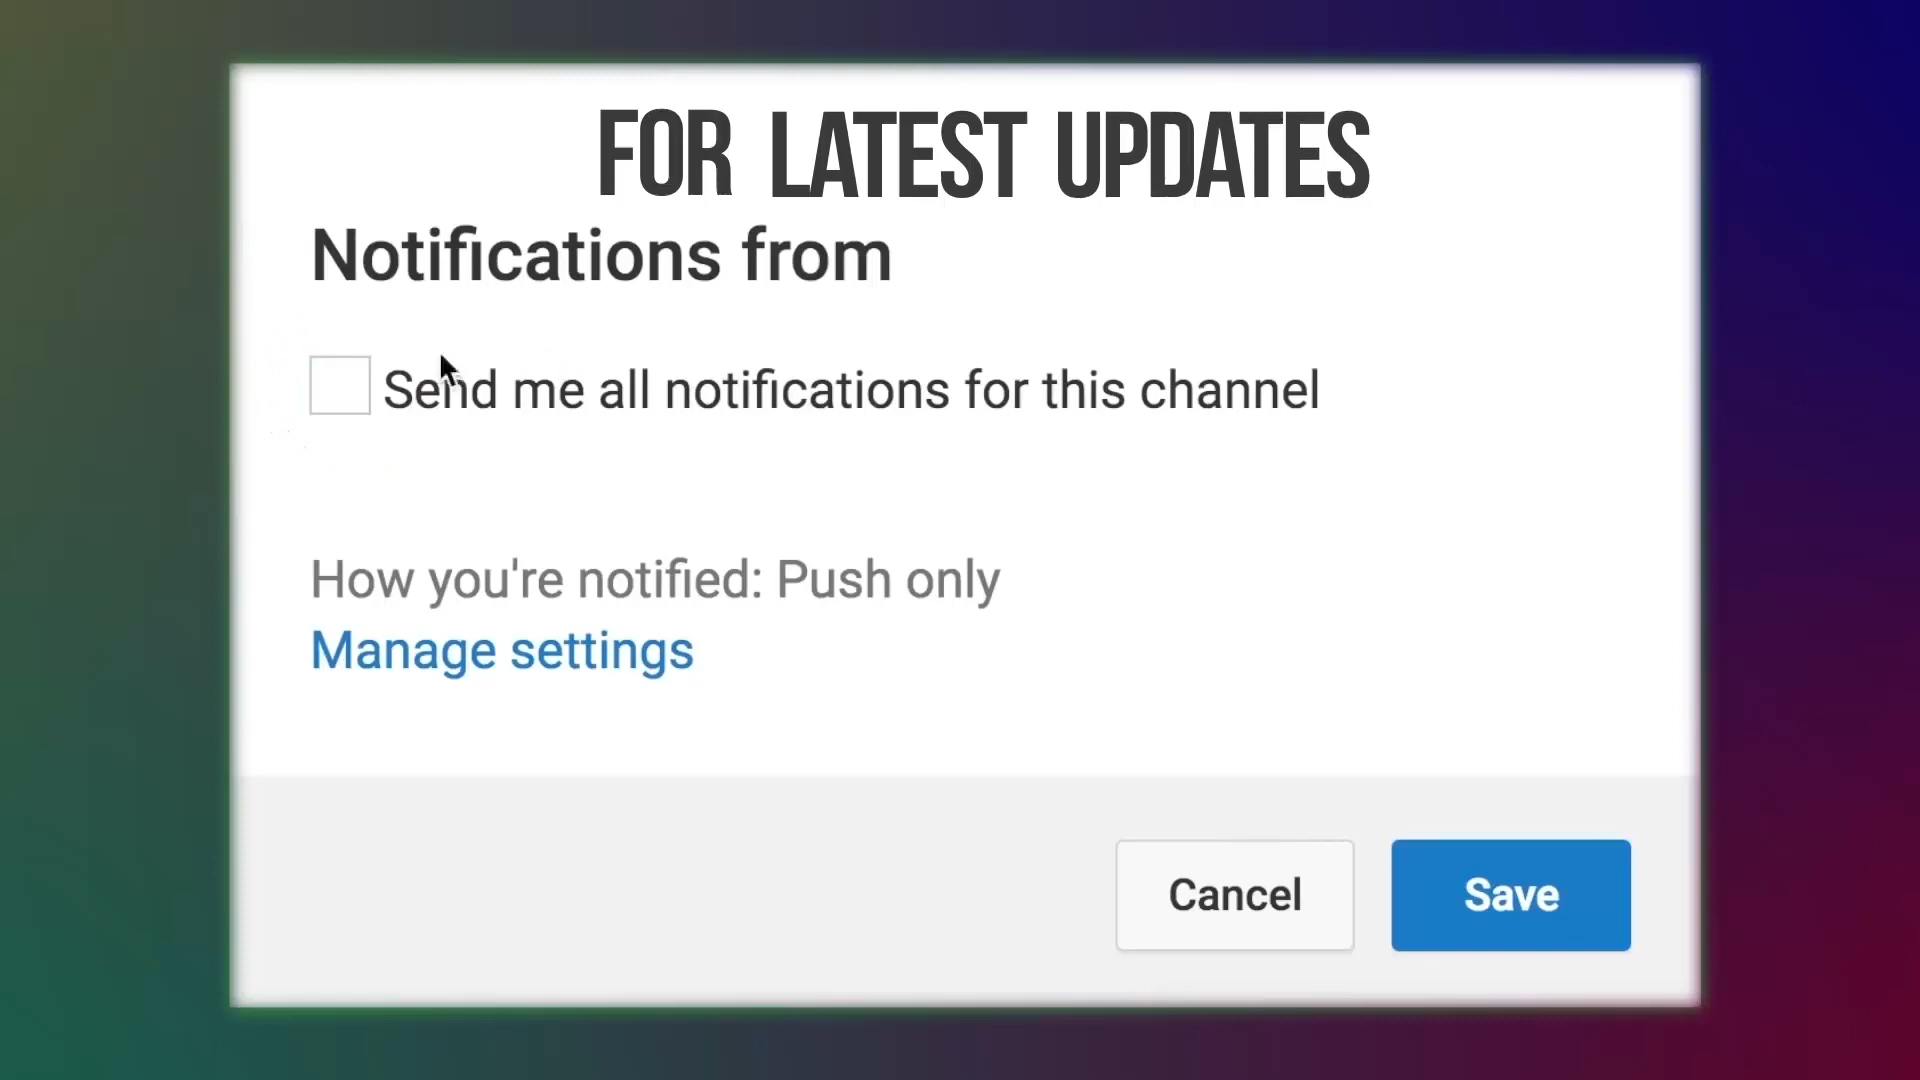 FOR LATEST UPDATES
Notifications from
Send me all notifications for this channel
How you're notified: Push only
Manage settings
Cancel Save